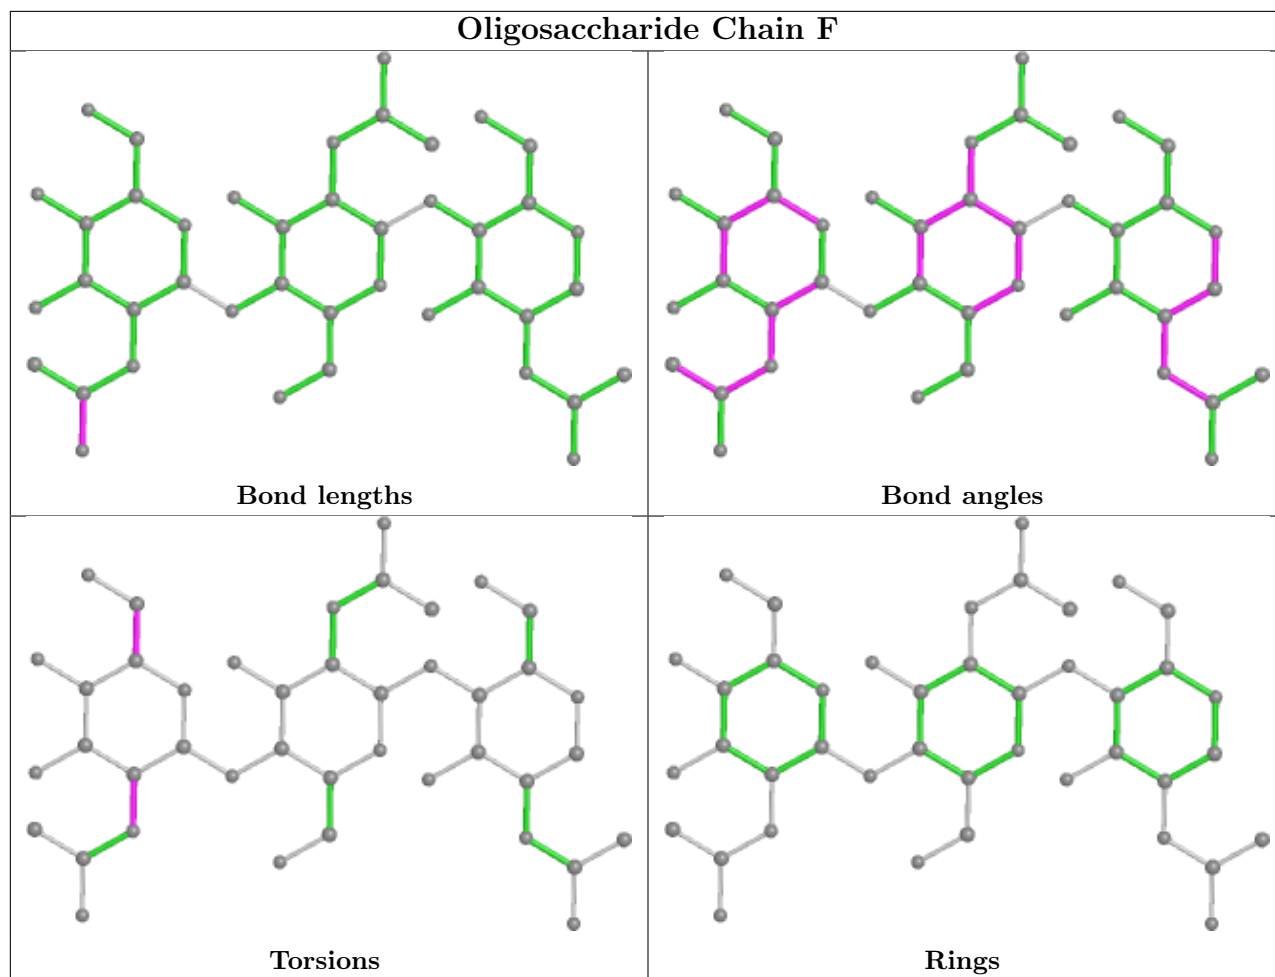 Oligosaccharide Chain F
Bond lengths
Bond angles
Torsions
Rings